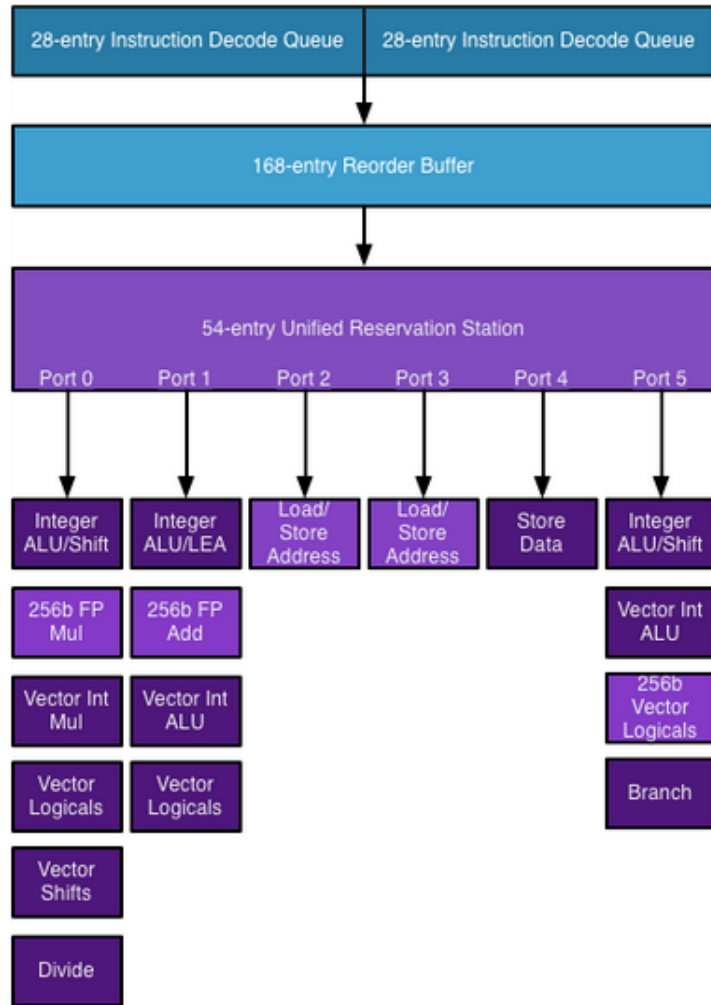 28-entry Instruction Decode Queue
28-entry Instruction Decode Queue
168-entry Reorder Buffer
54-entry Unified Reservation Station
Port 0
Port 1
Port 2
Port 3
Port 4
Port 5
Integer
ALU/Shift
Integer
ALU/LEA
Load/
Store
Address
Load/
Store
Address
Store
Data
Integer
ALU/Shift
256b FP
Mul
256b FP
Add
Vector Int
ALU
Vector Int
Mul
Vector Int
ALU
256b
Vector
Logicals
Vector
Logicals
Vector
Logicals
Branch
Vector
Shifts
Divide